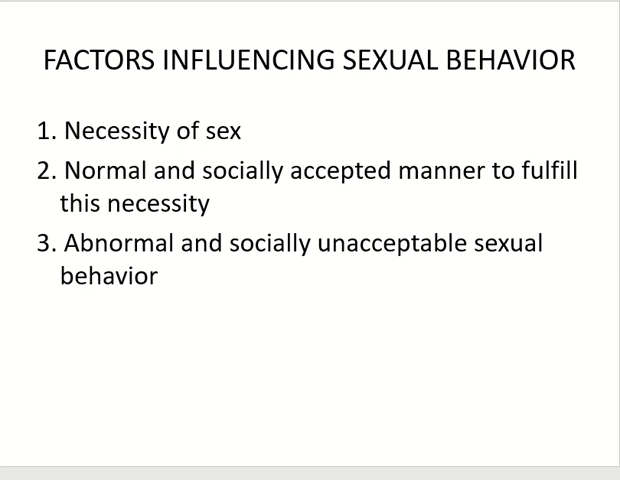 FACTORS INFLUENCING SEXUAL BEHAVIOR
1. Necessity of sex
2. Normal and socially accepted manner to fulfill
this necessity
3. Abnormal and socially unacceptable sexual
behavior